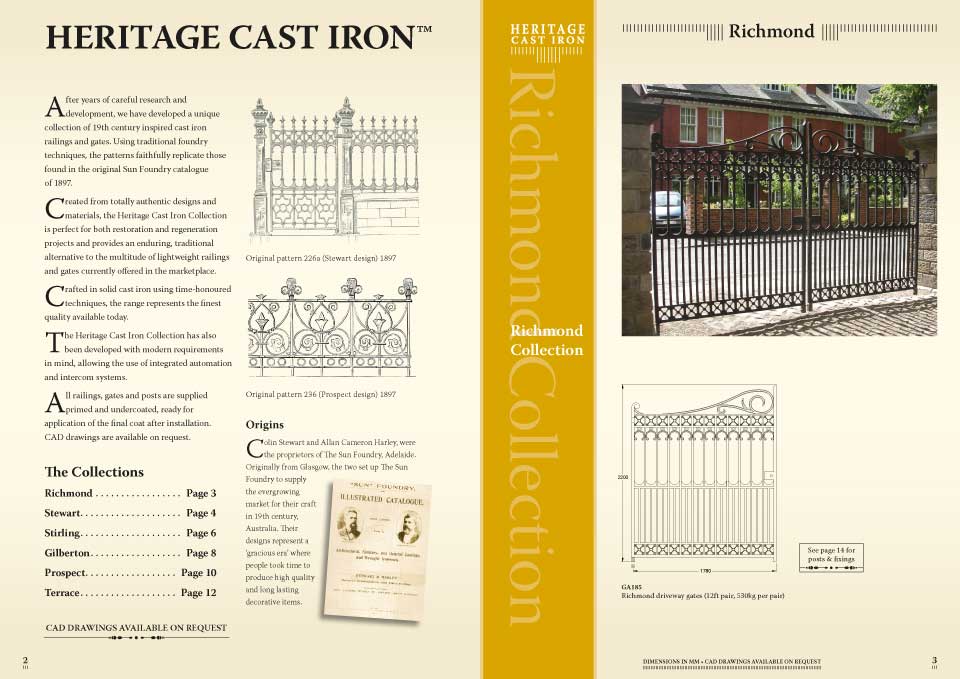 HERITAGE CAST IRON™
After years of careful research and
development, we have developed a unique
collection of 19th century inspired cast iron
railings and gates. Using traditional foundry
techniques, the patterns faithfully replicate those
found in the original Sun Foundry catalogue
of 1897.
Created from totally authentic designs and
materials, the Heritage Cast Iron Collection
is perfect for both restoration and regeneration
projects and provides an enduring, traditional
alternative to the multitude of lightweight railings
and gates currently offered in the marketplace.
Crafted in solid cast iron using time-honoured
techniques, the range represents the finest
quality available today.
The Heritage Cast Iron Collection has also
been developed with modern requirements
in mind, allowing the use of integrated automation
and intercom systems.
All railings, gates and posts are supplied
primed and undercoated, ready for
application of the final coat after installation.
CAD drawings are available on request.
The Collections
Richmond . . . . . . . . . . . . . . . . . Page 3
Stewart. . . . . . . . . . . . . . . . . . . . Page 4
Stirling. . . . . . . . . . . . . . . . . . . . Page 6
Gilberton. . . . . . . . . . . . . . . . . . Page 8
Prospect. . . . . . . . . . . . . . . . . . Page 10
Terrace. . . . . . . . . . . . . . . . . . . Page 12
CAD DRAWINGS AVAILABLE ON REQUEST
2
Original pattern 226a (Stewart design) 1897
Original pattern 236 (Prospect design) 1897
Origins
Colin Stewart and Allan Cameron Harley, were
the proprietors of The Sun Foundry, Adelaide.
Originally from Glasgow, the two set up The Sun
Foundry to supply
the evergrowing
market for their craft
in 19th century,
Australia. Their
designs represent a
'gracious era' where
people took time to
produce high quality
and long lasting
decorative items.
"SUN" FOUNDRY,
ILLUSTRATED CATALOGUE.
STEWART & HARLEY
HERITAGE
CAST IRON
Richmond Collection
Richmond
Collection
Richmond
2200
1780
See page 14 for
posts & fixings
GA185
Richmond driveway gates (12ft pair, 530kg per pair)
DIMENSIONS IN MM • CAD DRAWINGS AVAILABLE ON REQUEST
3